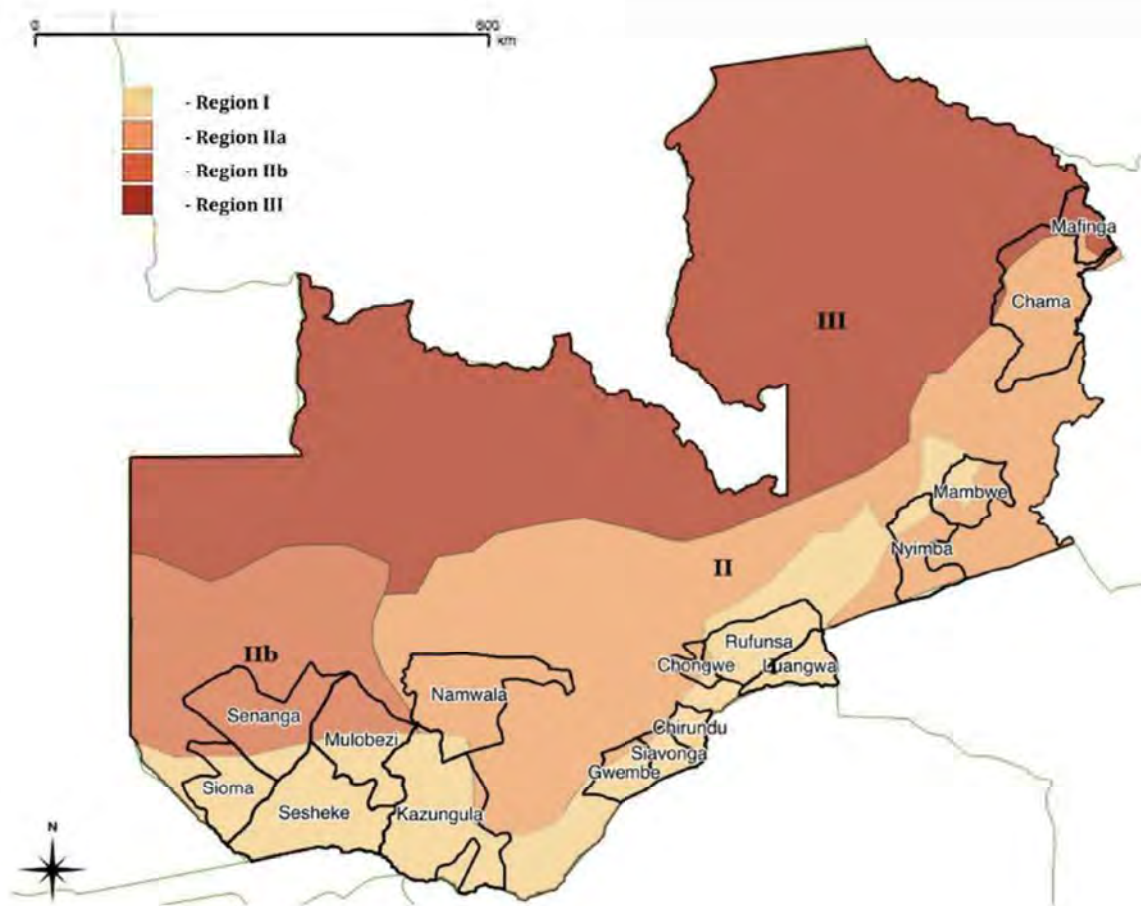 0 600
km
- Region I
- Region IIa
- Region IIb
- Region III
Mafinga
Chama
III
Mambwe
Nyimba
II
Rufunsa
Chongwe
Luangwa
IIb
Namwala
Senanga
Mulobezi
Chirundu
Siavonga
Gwembe
Sioma
Sesheke
Kazungula
N